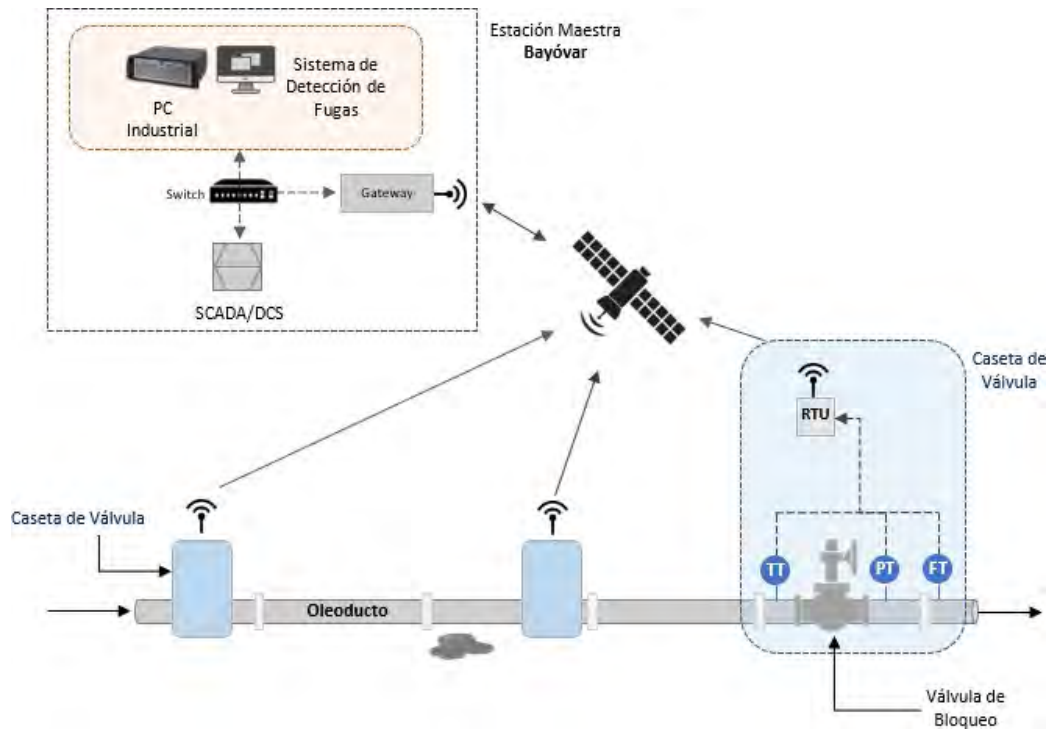 Estación Maestra
Bayóvar
Sistema de
Detección de
Fugas
PC
Industrial
Switch
Gateway
SCADA/DCS
Caseta de
Válvula
RTU
Caseta de Válvula
TT
PT
FT
Oleoducto
Válvula de
Bloqueo